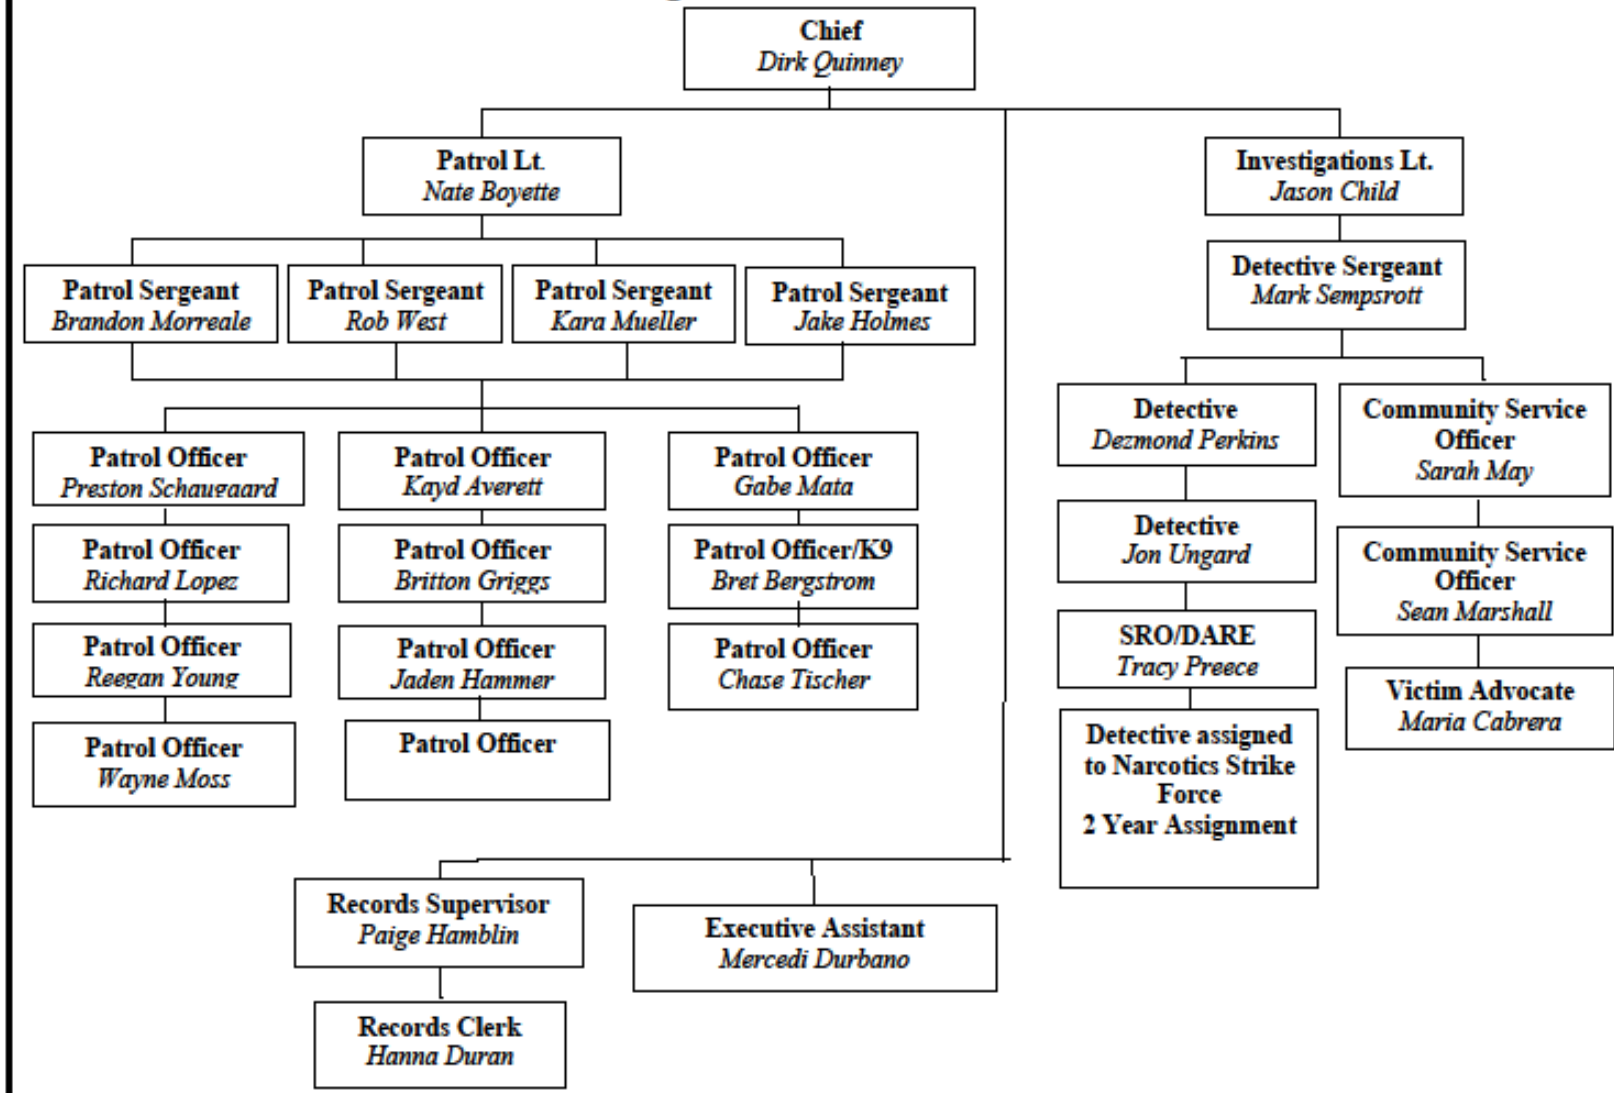 Chief
Dirk Quinney
Patrol Lt.
Nate Boyette
Investigations Lt.
Jason Child
Patrol Sergeant
Brandon Morreale
Patrol Sergeant
Rob West
Patrol Sergeant
Kara Mueller
Patrol Sergeant
Jake Holmes
Detective Sergeant
Mark Sempsrott
Patrol Officer
Preston Schaugaard
Patrol Officer
Richard Lopez
Patrol Officer
Reegan Young
Patrol Officer
Wayne Moss
Patrol Officer
Kayd Averett
Patrol Officer
Britton Griggs
Patrol Officer
Jaden Hammer
Patrol Officer
Patrol Officer
Gabe Mata
Patrol Officer/K9
Bret Bergstrom
Patrol Officer
Chase Tischer
Detective
Dezmond Perkins
Detective
Jon Ungard
SRO/DARE
Tracy Preece
Detective assigned
to Narcotics Strike
Force
2 Year Assignment
Community Service
Officer
Sarah May
Community Service
Officer
Sean Marshall
Victim Advocate
Maria Cabrera
Records Supervisor
Paige Hamblin
Executive Assistant
Mercedi Durbano
Records Clerk
Hanna Duran